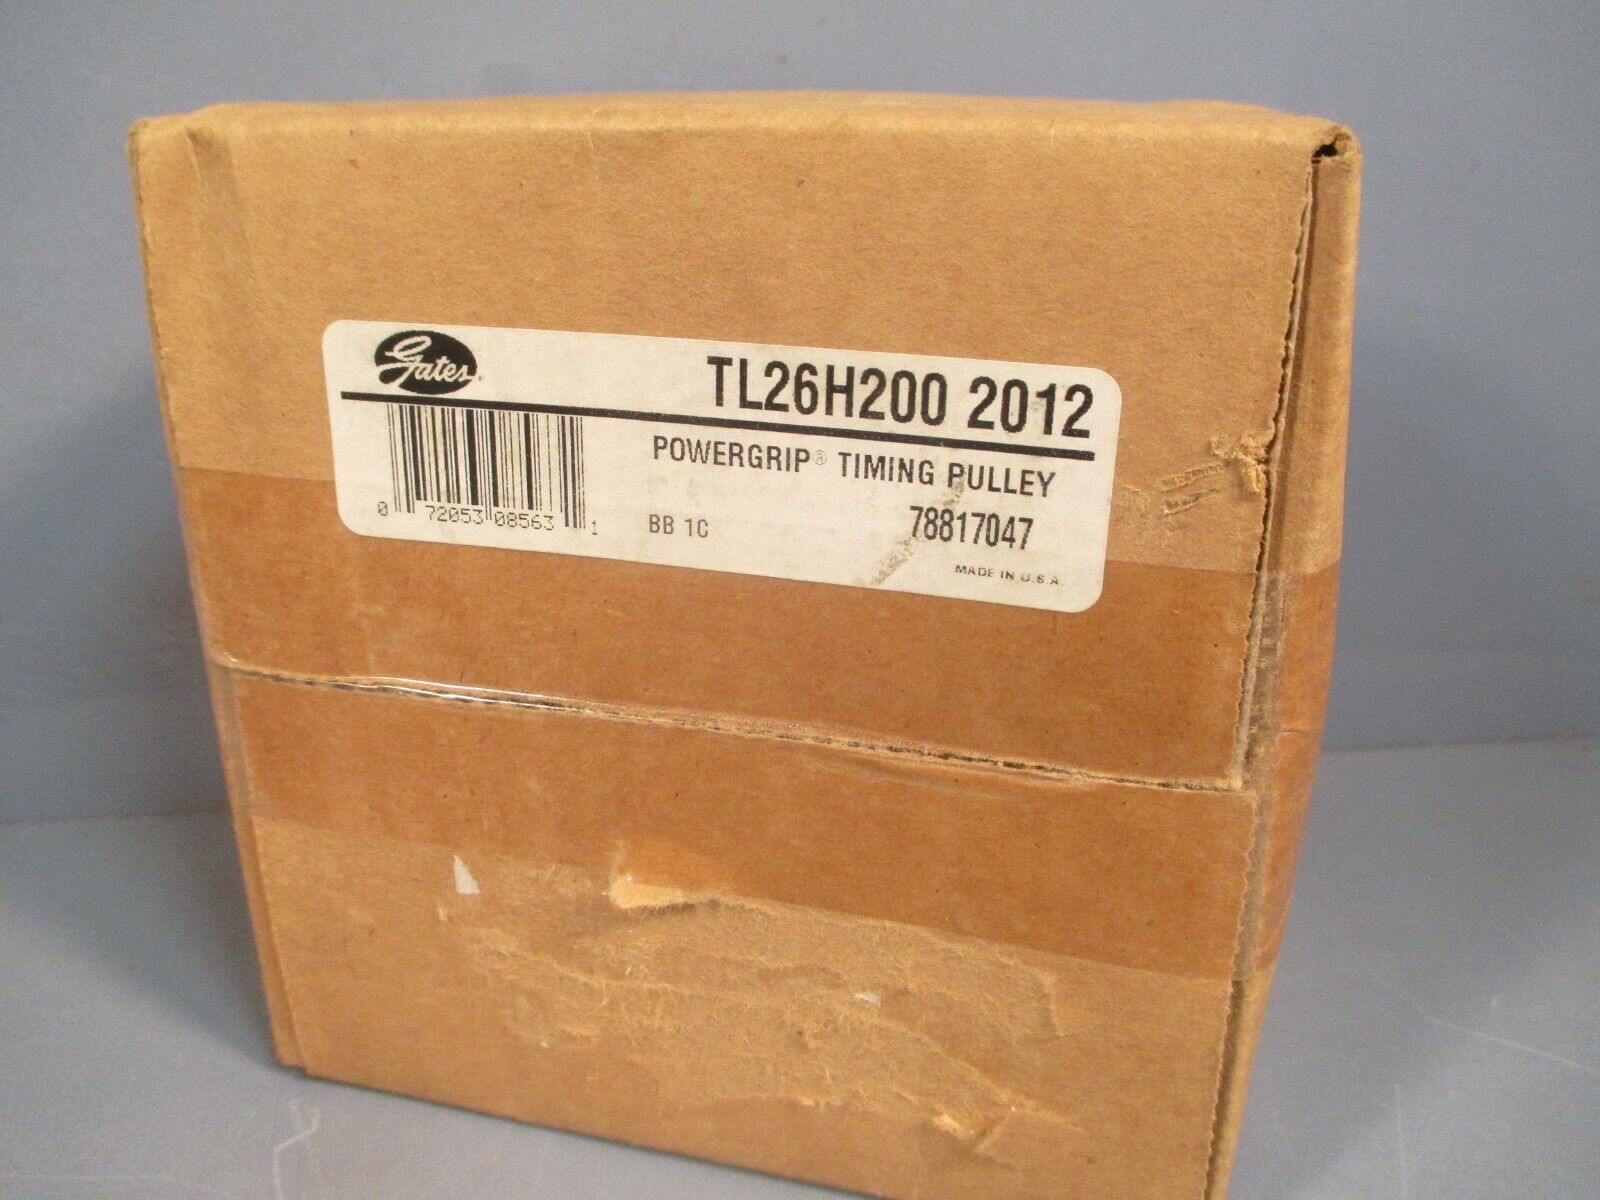 Gates
TL26H200 2012
POWERGRIP® TIMING PULLEY
0 72053 08563 1
BB 1C
78817047
MADE IN U.S.A.